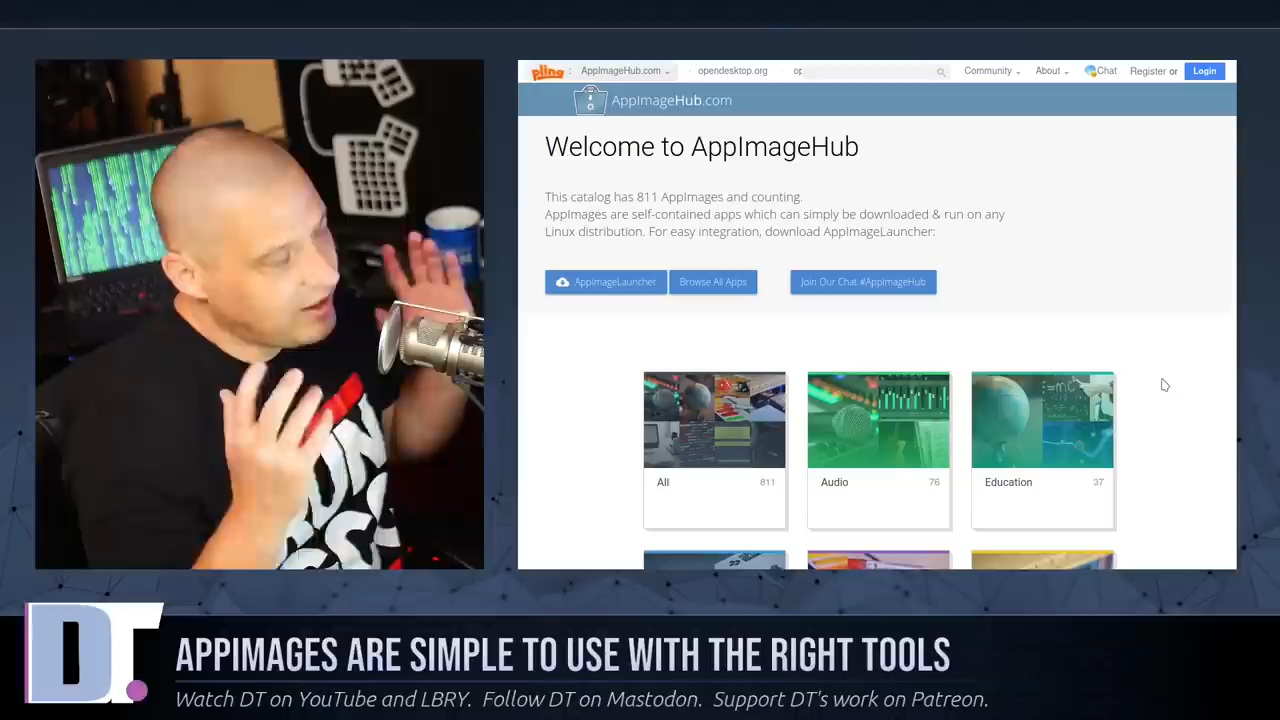 pling
AppImageHub.com
opendesktop.org
op
Community
About
Chat
Register or
Login
AppImageHub.com
Welcome to AppImageHub
This catalog has 811 AppImages and counting.
AppImages are self-contained apps which can simply be downloaded & run on any
Linux distribution. For easy integration, download AppImageLauncher:
AppImageLauncher
Browse All Apps
Join Our Chat #AppImageHub
All 811
Audio 76
Education 37
DT.
APPIMAGES ARE SIMPLE TO USE WITH THE RIGHT TOOLS
Watch DT on YouTube and LBRY. Follow DT on Mastodon. Support DT's work on Patreon.